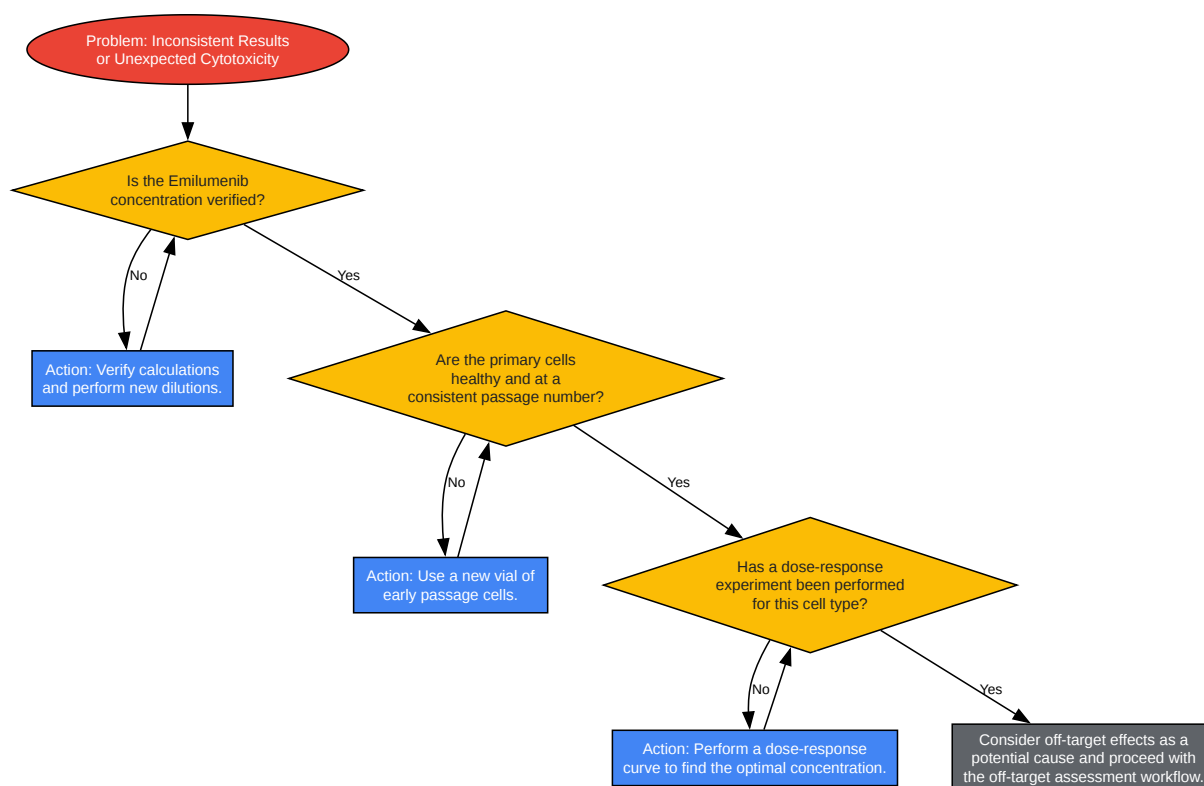 Problem: Inconsistent Results
or Unexpected Cytotoxicity
Is the Emilumenib
concentration verified?
No
Yes
Action: Verify calculations
and perform new dilutions.
Are the primary cells
healthy and at a
consistent passage number?
No
Yes
Action: Use a new vial of
early passage cells.
Has a dose-response
experiment been performed
for this cell type?
No
Yes
Action: Perform a dose-response
curve to find the optimal concentration.
Consider off-target effects as a
potential cause and proceed with
the off-target assessment workflow.